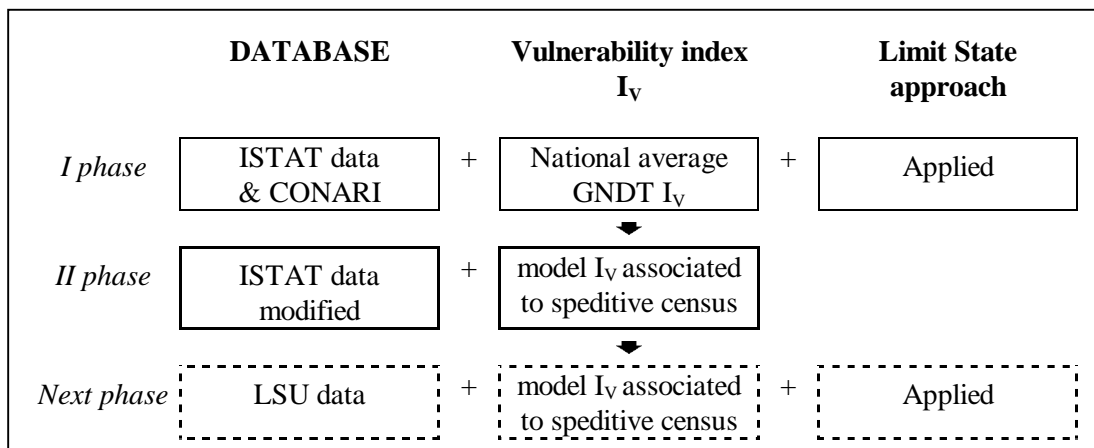 DATABASE Vulnerability index Limit State
I_V approach
I phase ISTAT data + National average + Applied
& CONARI GNDT I_V
II phase ISTAT data + model I_V associated
modified to speditive census
Next phase LSU data + model I_V associated + Applied
to speditive census